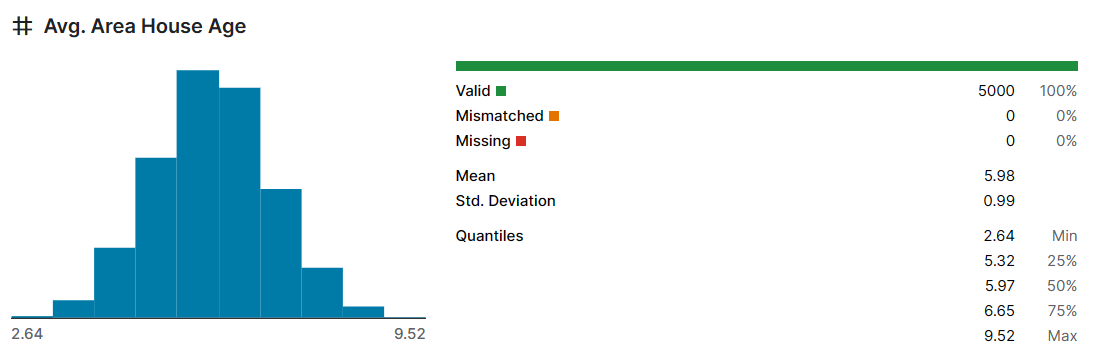 # Avg. Area House Age
Valid 5000 100%
Mismatched 0 0%
Missing 0 0%
Mean 5.98
Std. Deviation 0.99
Quantiles 2.64 Min
5.32 25%
5.97 50%
6.65 75%
9.52 Max
2.64 9.52